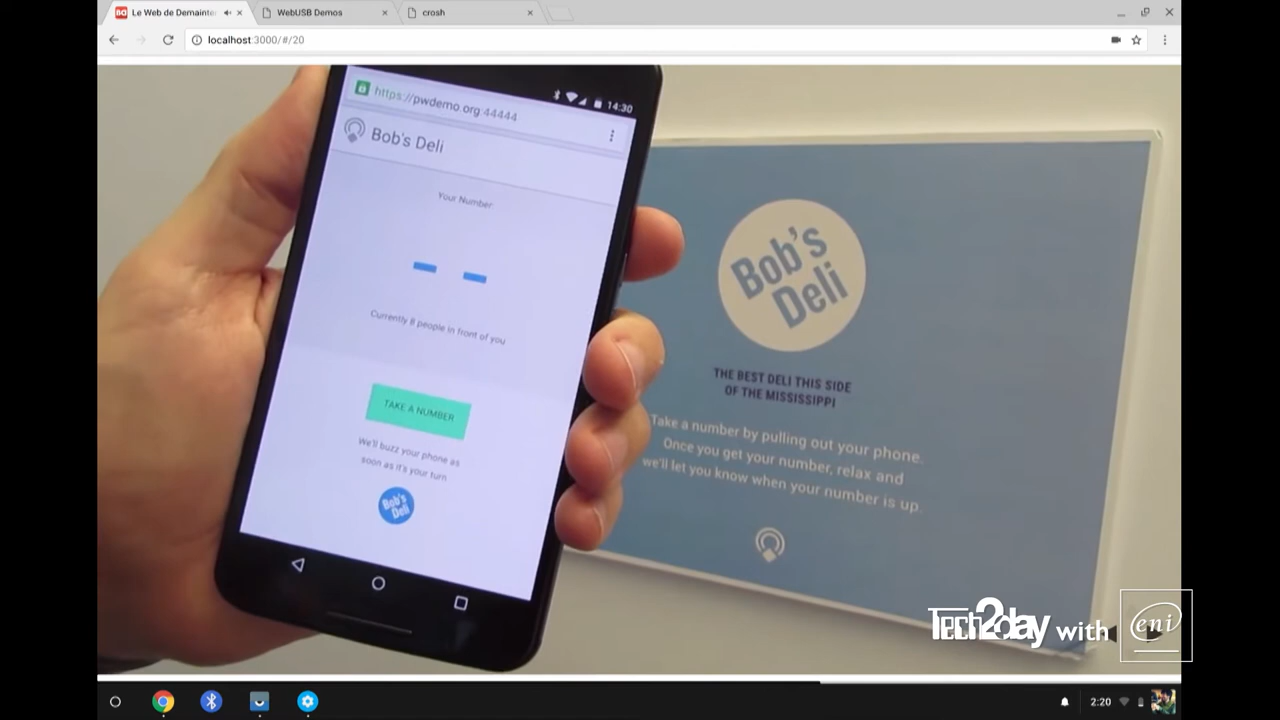 Le Web de Demainten
WebUSB Demos
crosh
localhost:3000/#/20
https://pwdemo.org:44444
14:30
Bob's Deli
Your Number:
Currently 8 people in front of you
TAKE A NUMBER
We'll buzz your phone as
soon as it's your turn
Bob's
Deli
Bob's
Deli
THE BEST DELI THIS SIDE
OF THE MISSISSIPPI
Take a number by pulling out your phone.
Once you get your number, relax and
we'll let you know when your number is up.
Tech2day with eni
2:20